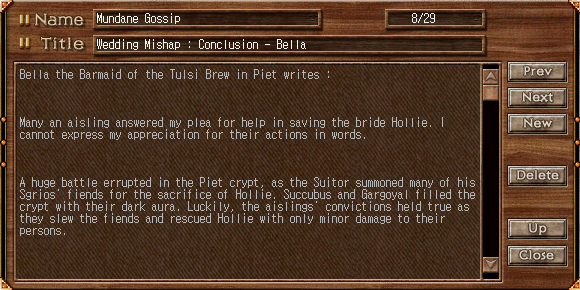 Name Mundane Gossip 8/29
Title Wedding Mishap : Conclusion - Bella
Bella the Barmaid of the Tulsi Brew in Piet writes :
Many an aisling answered my plea for help in saving the bride Hollie. I
cannot express my appreciation for their actions in words.
A huge battle errupted in the Piet crypt, as the Suitor summoned many of his
Sgrios' fiends for the sacrifice of Hollie. Succubus and Gargoyal filled the
crypt with their dark aura. Luckily, the aislings' convictions held true as
they slew the fiends and rescued Hollie with only minor damage to their
persons.
Prev
Next
New
Delete
Up
Close